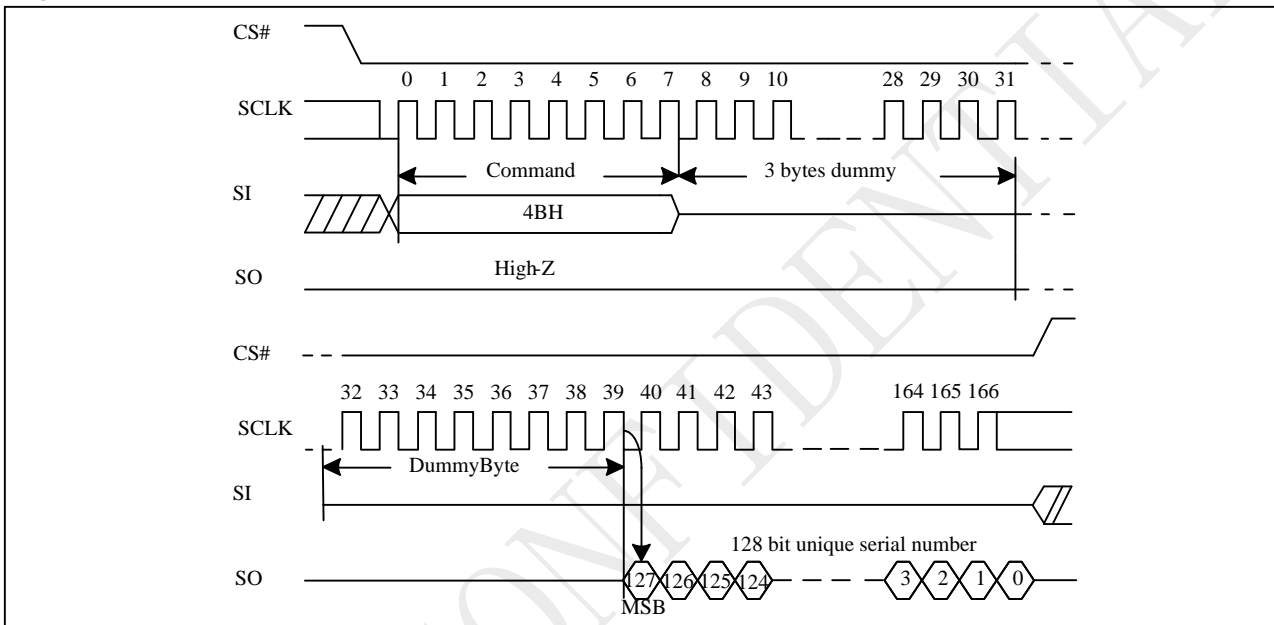 CS#
0 1 2 3 4 5 6 7 8 9 10 28 29 30 31
SCLK
Command 3 bytes dummy
SI
4BH
High-Z
SO
CS#
32 33 34 35 36 37 38 39 40 41 42 43 164 165 166
SCLK
DummyByte
SI
128 bit unique serial number
SO 127 126 125 124 3 2 1 0
MSB